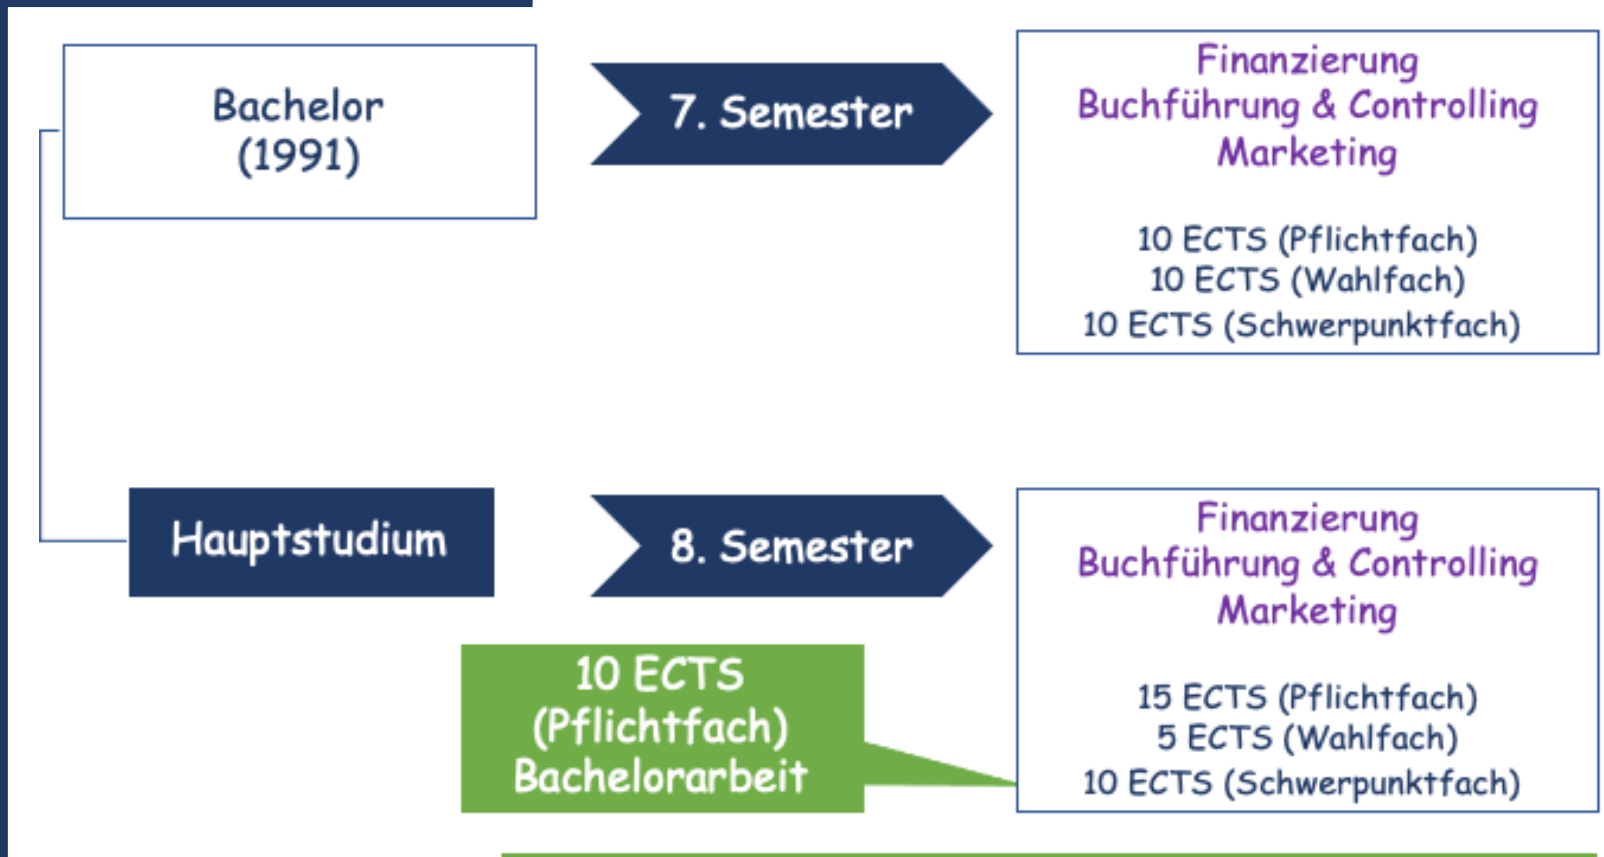 Bachelor
(1991)
7. Semester
Finanzierung
Buchführung & Controlling
Marketing
10 ECTS (Pflichtfach)
10 ECTS (Wahlfach)
10 ECTS (Schwerpunktfach)
Hauptstudium
8. Semester
Finanzierung
Buchführung & Controlling
Marketing
15 ECTS (Pflichtfach)
5 ECTS (Wahlfach)
10 ECTS (Schwerpunktfach)
10 ECTS
(Pflichtfach)
Bachelorarbeit